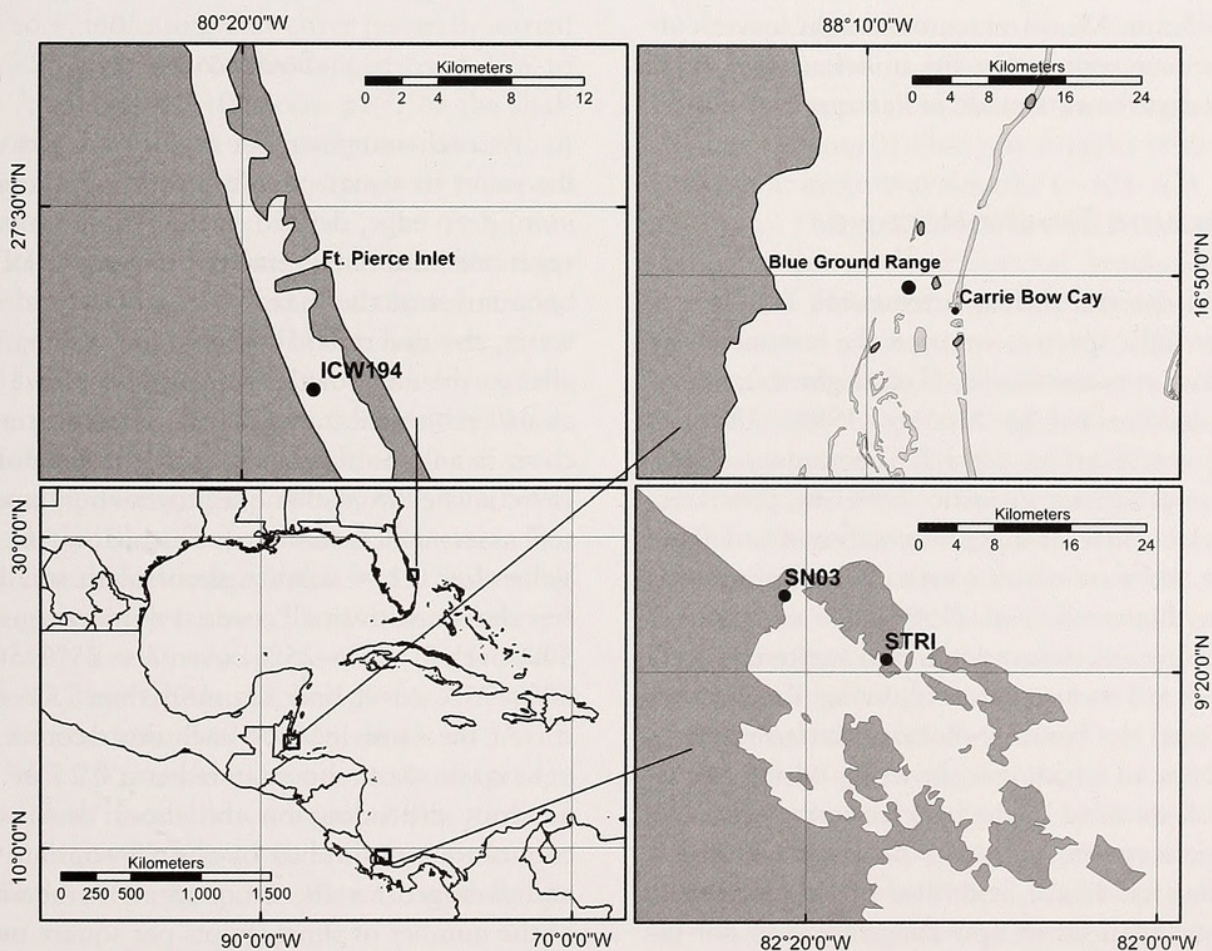 80°20'0"W
88°10'0"W
Kilometers
0 2 4 8 12
27°30'0"N
Ft. Pierce Inlet
ICW194
Kilometers
0 4 8 16 24
Blue Ground Range
Carrie Bow Cay
16°50'0"N
30°0'0"N
10°0'0"N
Kilometers
0 250 500 1,000 1,500
90°0'0"W
70°0'0"W
Kilometers
0 4 8 16 24
SN03
STRI
9°20'0"N
82°20'0"W
82°0'0"W